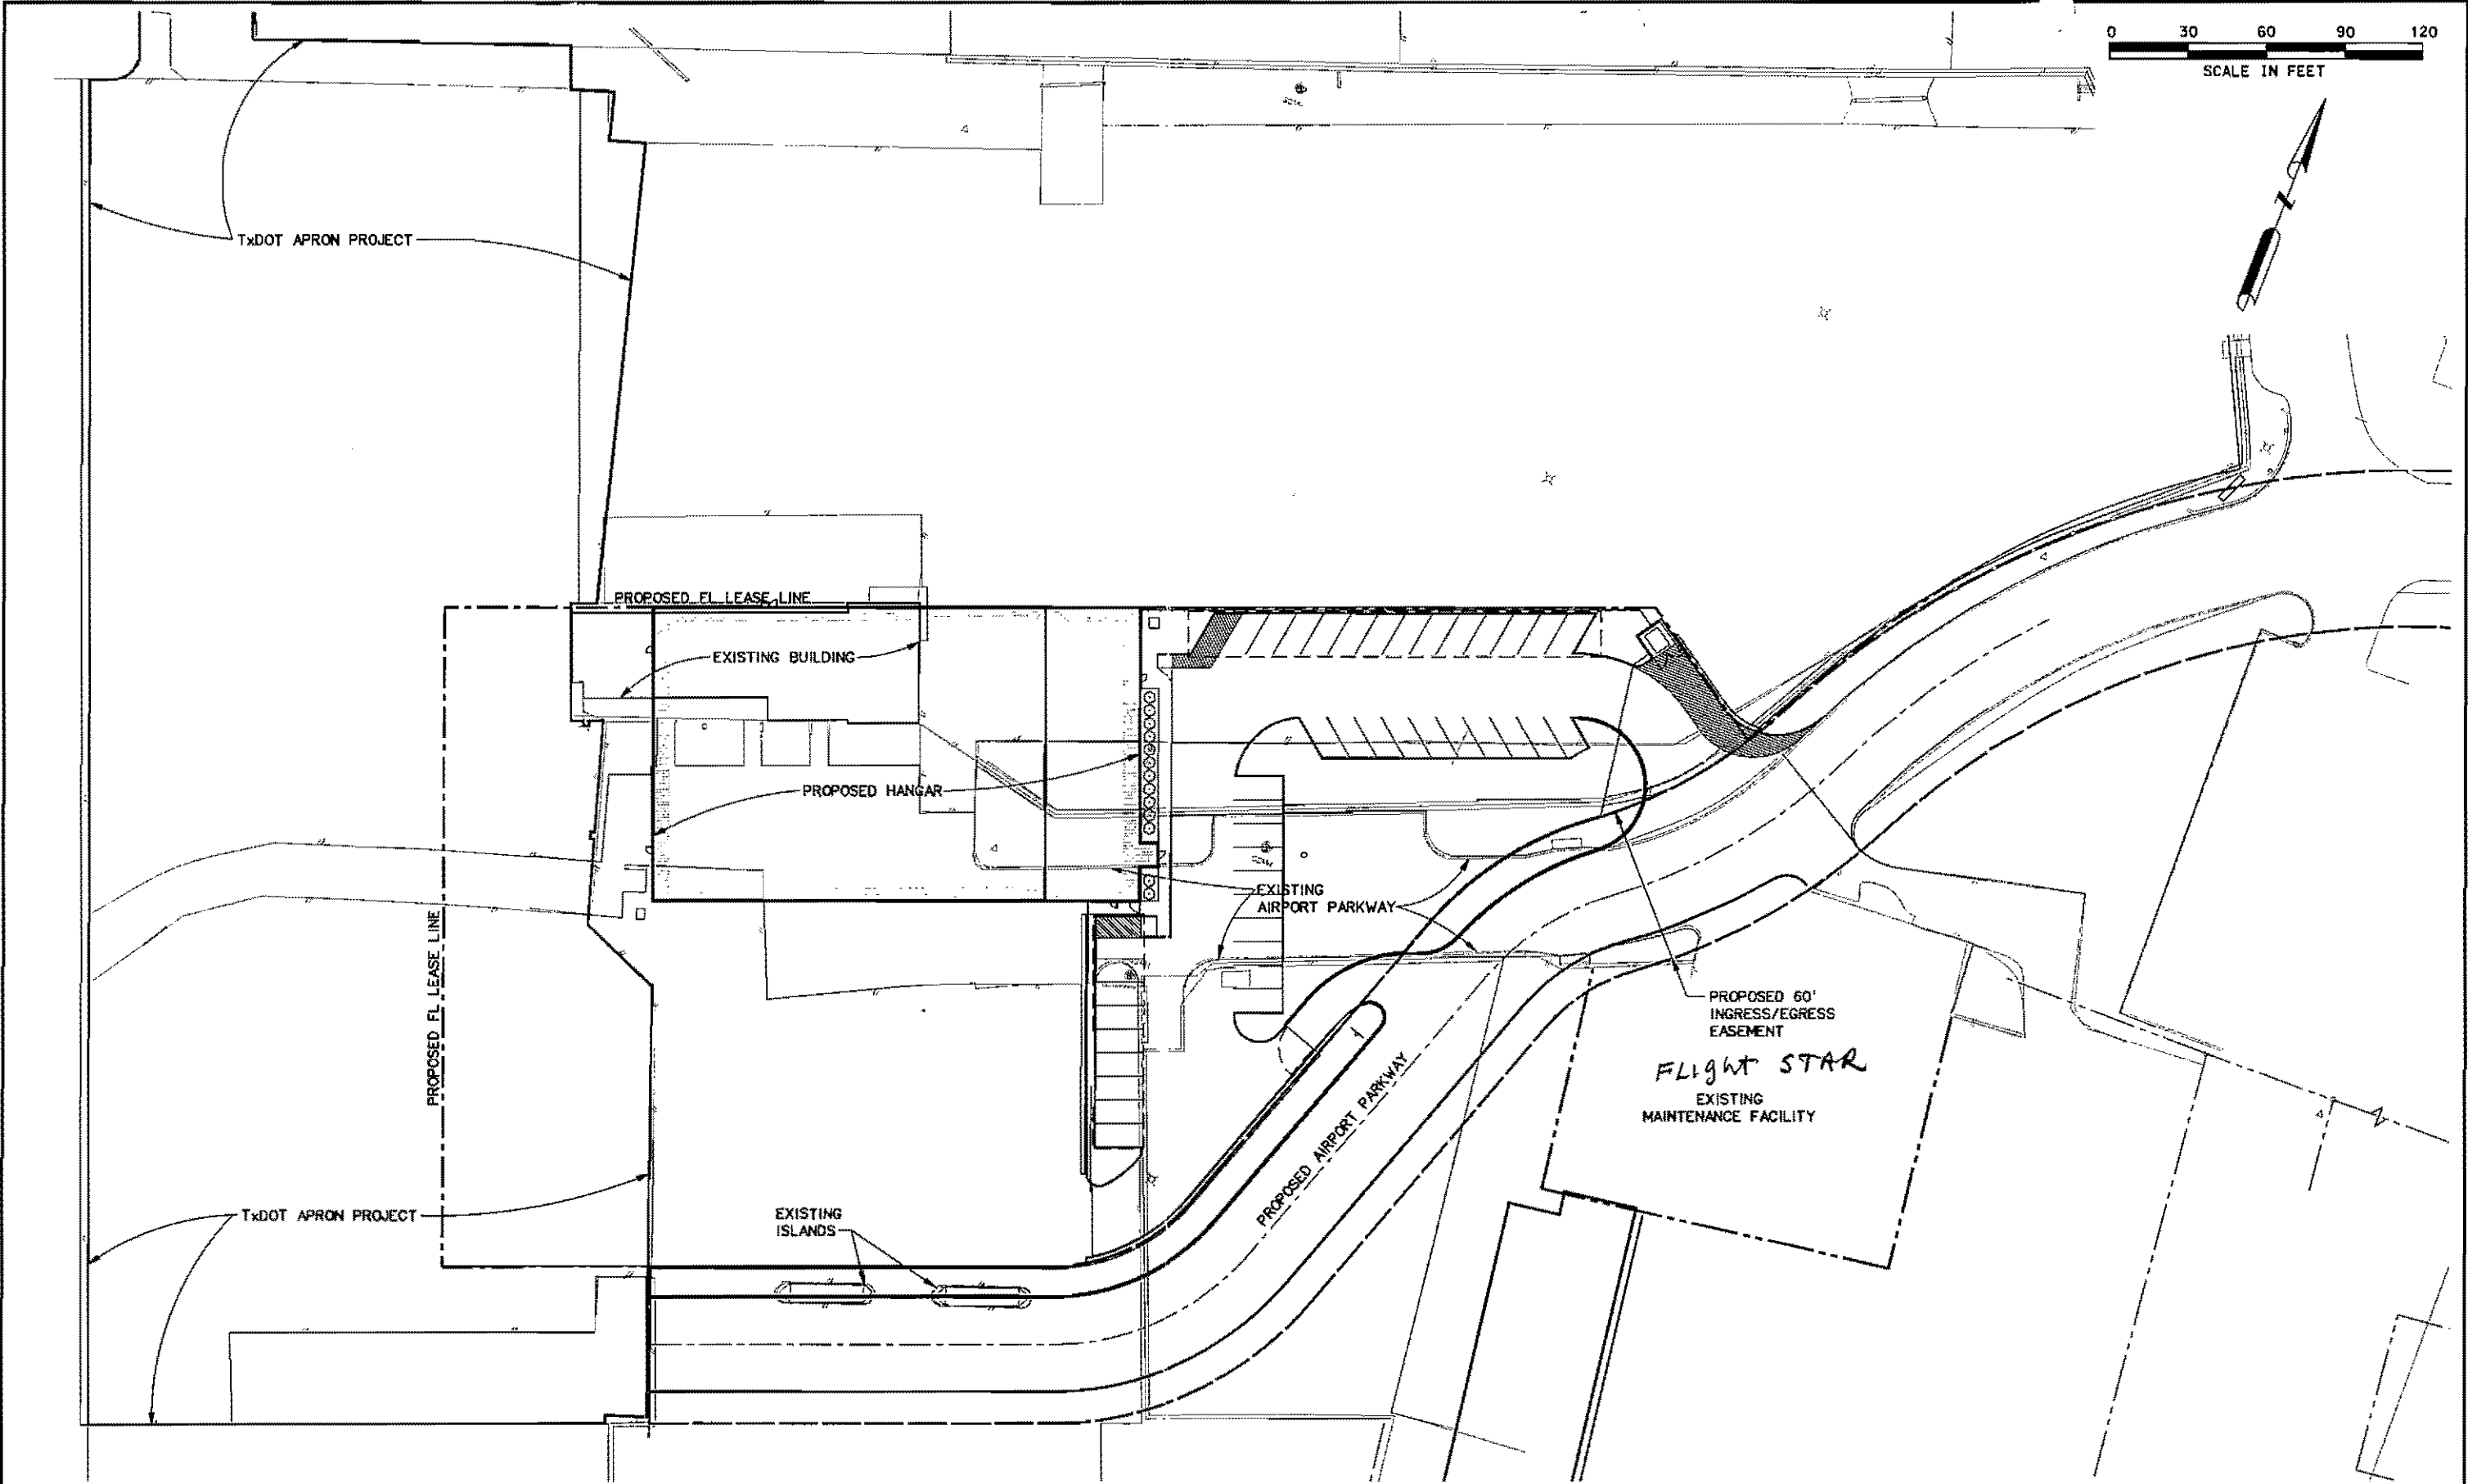 0 30 60 90 120
SCALE IN FEET
N
TxDOT APRON PROJECT
PROPOSED FL LEASE LINE
EXISTING BUILDING
PROPOSED HANGAR
EXISTING
AIRPORT PARKWAY
PROPOSED FL LEASE LINE
PROPOSED 60'
INGRESS/EGRESS
EASEMENT
FLight STAR
EXISTING
MAINTENANCE FACILITY
PROPOSED AIRPORT PARKWAY
TxDOT APRON PROJECT
EXISTING
ISLANDS